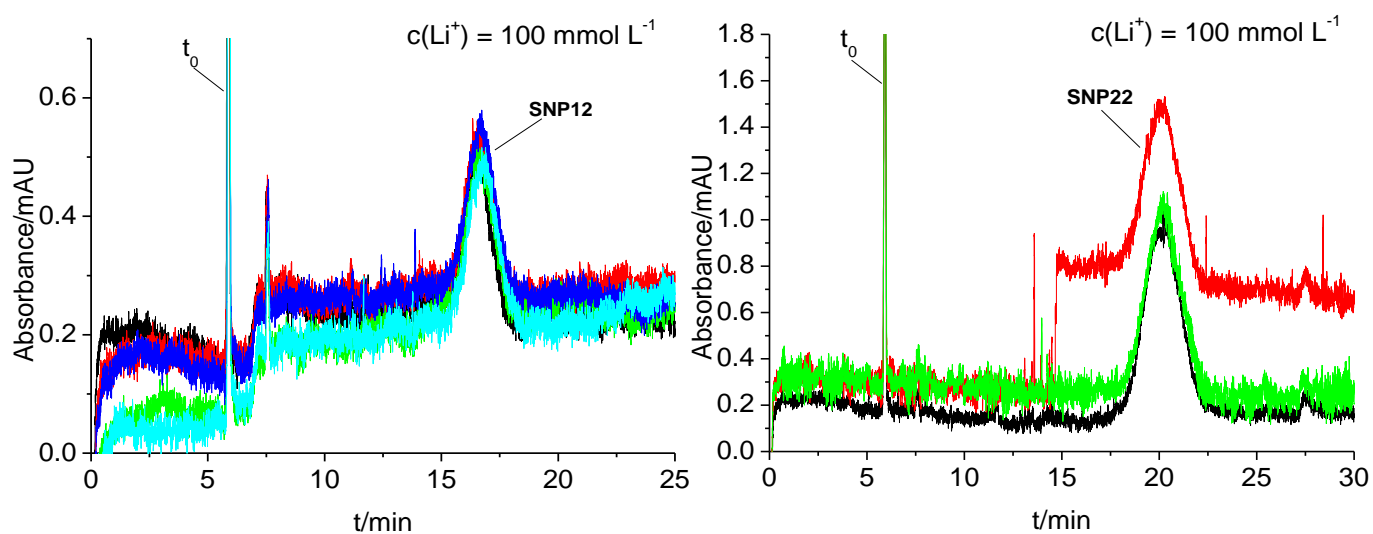 c(Li⁺) = 100 mmol L⁻¹
t₀
SNP12
0.6
0.4
0.2
0.0
Absorbance/mAU
0 5 10 15 20 25
t/min
c(Li⁺) = 100 mmol L⁻¹
t₀
SNP22
1.8
1.6
1.4
1.2
1.0
0.8
0.6
0.4
0.2
0.0
Absorbance/mAU
0 5 10 15 20 25 30
t/min